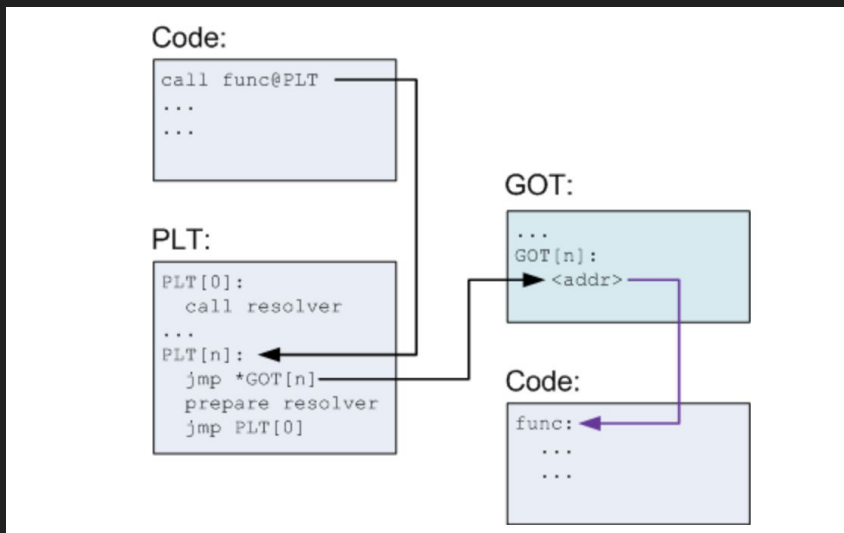 Code:
call func@PLT
...
...
PLT:
PLT[0]:
call resolver
...
PLT[n]:
jmp *GOT[n]
prepare resolver
jmp PLT[0]
GOT:
...
GOT[n]:
<addr>
Code:
func:
...
...